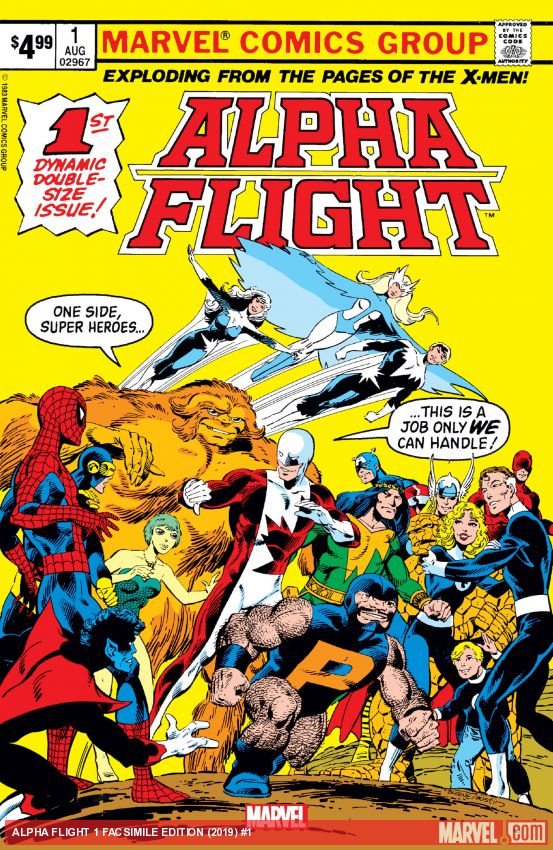 $4.99
1
AUG
02967
MARVEL® COMICS GROUP
APPROVED
BY THE
COMICS
CODE
AUTHORITY
© 1983 MARVEL COMICS GROUP
EXPLODING FROM THE PAGES OF THE X-MEN!
1ST
DYNAMIC
DOUBLE-
SIZE
ISSUE!
ALPHA
FLIGHT™
ONE SIDE,
SUPER HEROES...
...THIS IS A
JOB ONLY WE
CAN HANDLE!
P
MARVEL
ALPHA FLIGHT 1 FACSIMILE EDITION (2019) #1
MARVEL.com